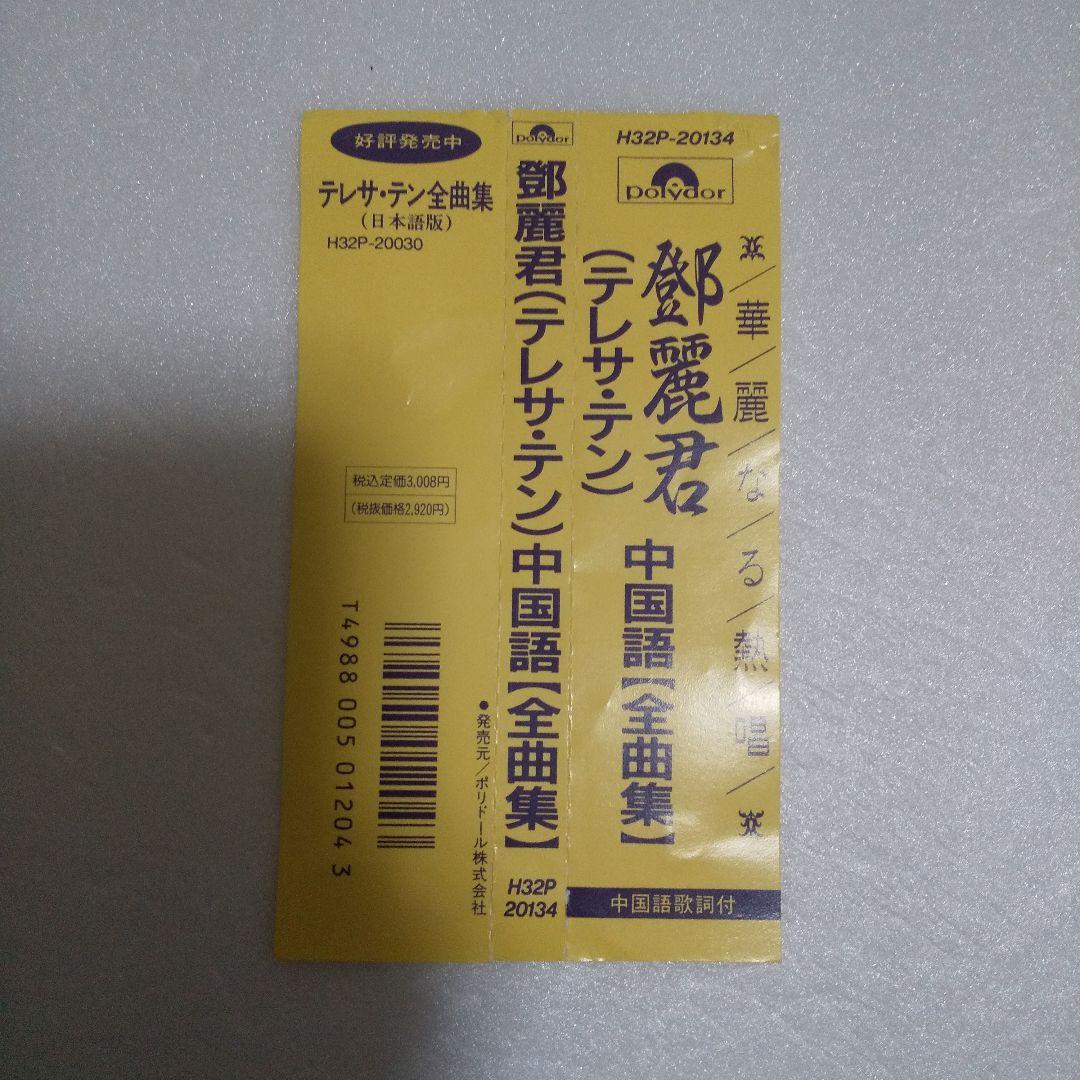 好評発売中
テレサ・テン全曲集
(日本語版)
H32P-20030
税込定価3,008円
(税抜価格2,920円)
T4988 005 01204 3
●発売元/ポリドール株式会社
polydor
鄧麗君(テレサ・テン)中国語【全曲集】
H32P
20134
H32P-20134
polydor
華/麗/な/る/熱/唱/
鄧麗君
(テレサ・テン)
中国語【全曲集】
中国語歌詞付